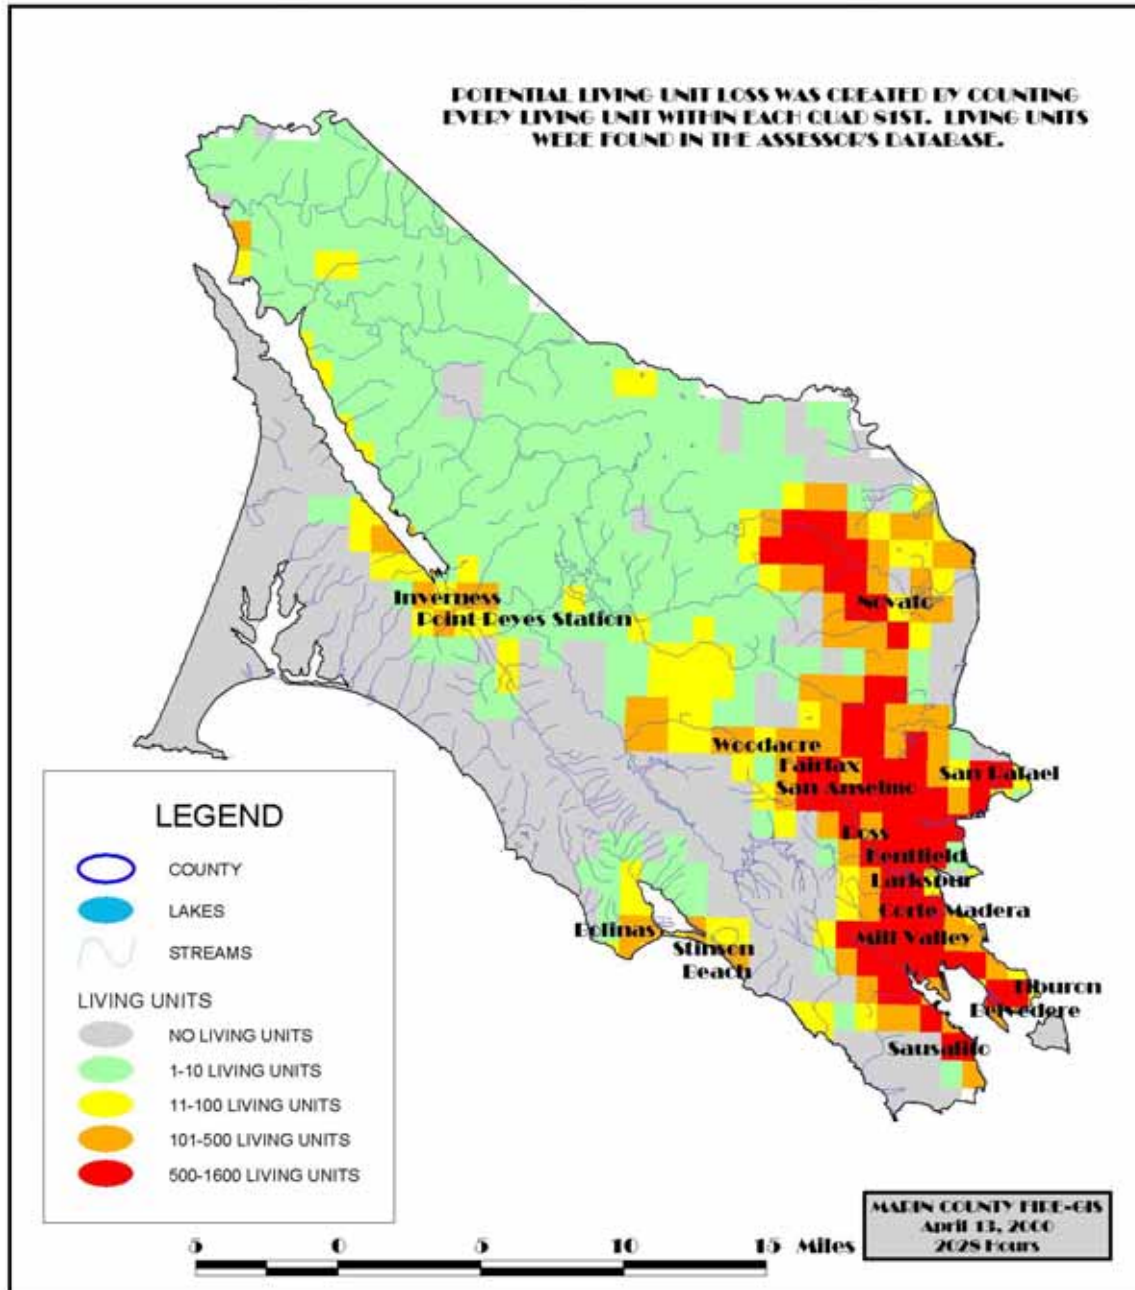 POTENTIAL LIVING UNIT LOSS WAS CREATED BY COUNTING
EVERY LIVING UNIT WITHIN EACH QUAD 81ST. LIVING UNITS
WERE FOUND IN THE ASSESSOR'S DATABASE.
Inverness
Point Reyes Station
Novato
Woodacre
Fairfax
San Rafael
San Anselmo
Ross
Kentfield
Larkspur
Corte Madera
Bolinas
Mill Valley
Stinson
Beach
Tiburon
Belvedere
Sausalito
LEGEND
COUNTY
LAKES
STREAMS
LIVING UNITS
NO LIVING UNITS
1-10 LIVING UNITS
11-100 LIVING UNITS
101-500 LIVING UNITS
500-1600 LIVING UNITS
MARIN COUNTY FIRE-GIS
April 13, 2000
2028 Hours
5 0 5 10 15 Miles